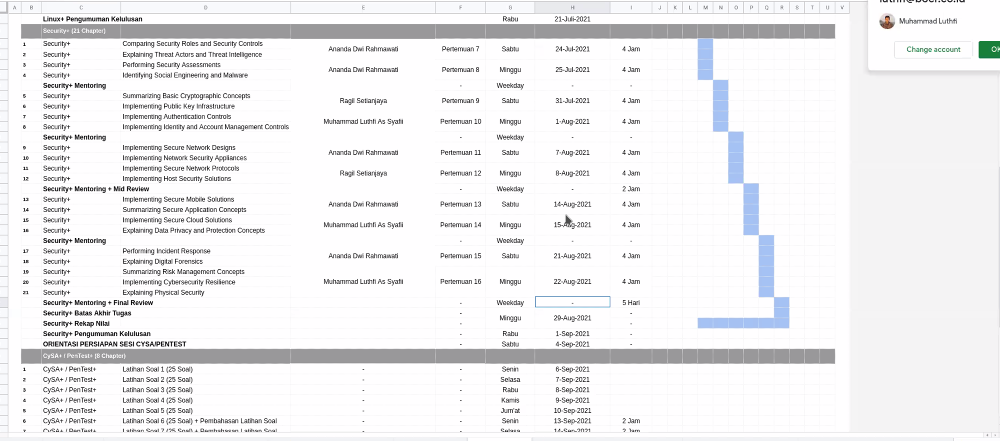 A B C D E F G H I J K L M N O P Q R S T U V
Linux+ Pengumuman Kelulusan Rabu 21-Juli-2021
Security+ (21 Chapter)
1 Security+ Comparing Security Roles and Security Controls
Ananda Dwi Rahmawati Pertemuan 7 Sabtu 24-Jul-2021 4 Jam
2 Security+ Explaining Threat Actors and Threat Intelligence
3 Security+ Performing Security Assessments
Ananda Dwi Rahmawati Pertemuan 8 Minggu 25-Jul-2021 4 Jam
4 Security+ Identifying Social Engineering and Malware
Security+ Mentoring - Weekday - -
5 Security+ Summarizing Basic Cryptographic Concepts
Ragil Setianjaya Pertemuan 9 Sabtu 31-Jul-2021 4 Jam
6 Security+ Implementing Public Key Infrastructure
7 Security+ Implementing Authentication Controls
Muhammad Luthfi As Syafii Pertemuan 10 Minggu 1-Aug-2021 4 Jam
8 Security+ Implementing Identity and Account Management Controls
Security+ Mentoring - Weekday - -
9 Security+ Implementing Secure Network Designs
Ananda Dwi Rahmawati Pertemuan 11 Sabtu 7-Aug-2021 4 Jam
10 Security+ Implementing Network Security Appliances
11 Security+ Implementing Secure Network Protocols
Ragil Setianjaya Pertemuan 12 Minggu 8-Aug-2021 4 Jam
12 Security+ Implementing Host Security Solutions
Security+ Mentoring + Mid Review - Weekday - 2 Jam
13 Security+ Implementing Secure Mobile Solutions
Ananda Dwi Rahmawati Pertemuan 13 Sabtu 14-Aug-2021 4 Jam
14 Security+ Summarizing Secure Application Concepts
15 Security+ Implementing Secure Cloud Solutions
Muhammad Luthfi As Syafii Pertemuan 14 Minggu 15-Aug-2021 4 Jam
16 Security+ Explaining Data Privacy and Protection Concepts
Security+ Mentoring - Weekday - -
17 Security+ Performing Incident Response
Ananda Dwi Rahmawati Pertemuan 15 Sabtu 21-Aug-2021 4 Jam
18 Security+ Explaining Digital Forensics
19 Security+ Summarizing Risk Management Concepts
20 Security+ Implementing Cybersecurity Resilience Muhammad Luthfi As Syafii Pertemuan 16 Minggu 22-Aug-2021 4 Jam
21 Security+ Explaining Physical Security
Security+ Mentoring + Final Review - Weekday - 5 Hari
Security+ Batas Akhir Tugas - -
Minggu 29-Aug-2021
Security+ Rekap Nilai - -
Security+ Pengumuman Kelulusan - Rabu 1-Sep-2021 -
ORIENTASI PERSIAPAN SESI CYSA/PENTEST - Sabtu 4-Sep-2021 -
CySA+ / PenTest+ (8 Chapter)
1 CySA+ / PenTest+ Latihan Soal 1 (25 Soal) - - Senin 6-Sep-2021
2 CySA+ / PenTest+ Latihan Soal 2 (25 Soal) - - Selasa 7-Sep-2021
3 CySA+ / PenTest+ Latihan Soal 3 (25 Soal) - - Rabu 8-Sep-2021
4 CySA+ / PenTest+ Latihan Soal 4 (25 Soal) - - Kamis 9-Sep-2021
5 CySA+ / PenTest+ Latihan Soal 5 (25 Soal) - - Jum'at 10-Sep-2021
6 CySA+ / PenTest+ Latihan Soal 6 (25 Soal) + Pembahasan Latihan Soal - - Senin 13-Sep-2021 2 Jam
7 CySA+ / PenTest+ Latihan Soal 7 (25 Soal) + Pembahasan Latihan Soal - - Selasa 14-Sep-2021 2 Jam
Muhammad Luthfi
Change account